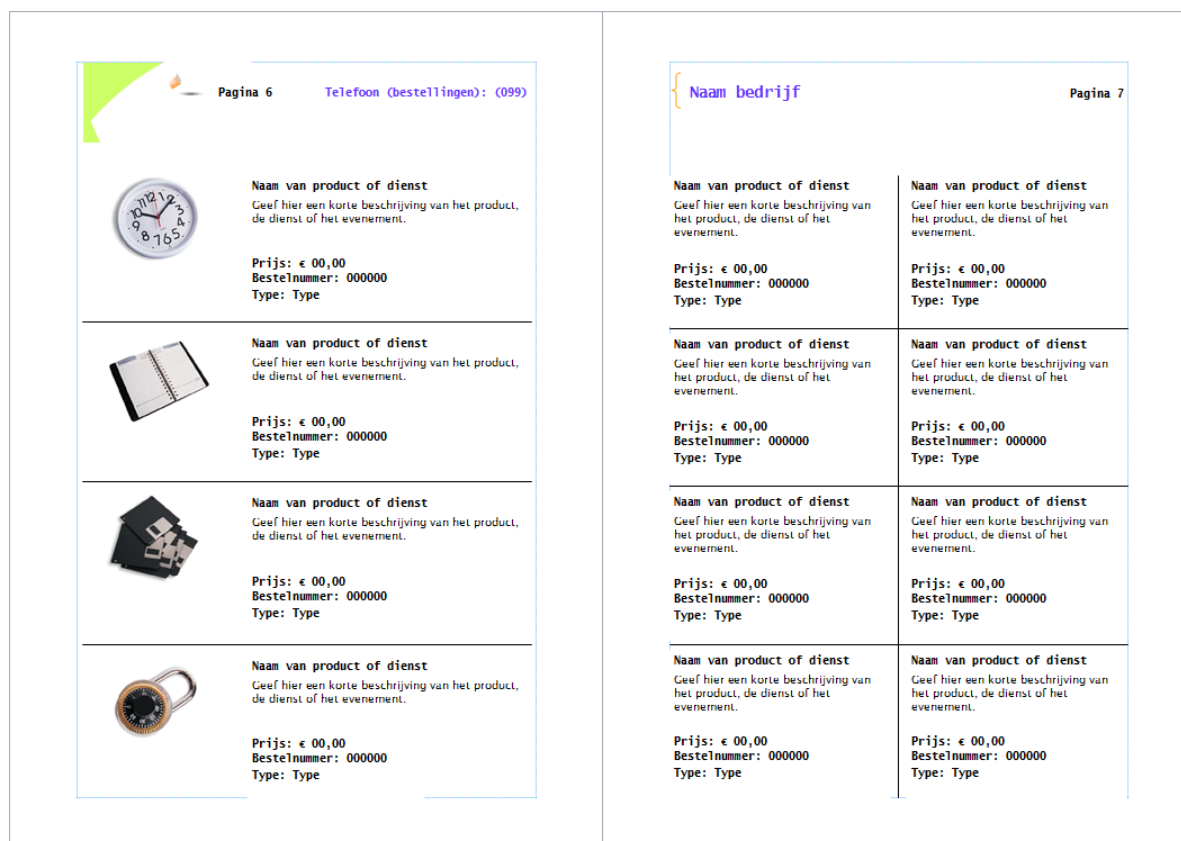 Pagina 6 Telefoon (bestellingen): (099)
Naam van product of dienst
Geef hier een korte beschrijving van het product,
de dienst of het evenement.
Prijs: € 00,00
Bestelnummer: 000000
Type: Type
Naam van product of dienst
Geef hier een korte beschrijving van het product,
de dienst of het evenement.
Prijs: € 00,00
Bestelnummer: 000000
Type: Type
Naam van product of dienst
Geef hier een korte beschrijving van het product,
de dienst of het evenement.
Prijs: € 00,00
Bestelnummer: 000000
Type: Type
Naam van product of dienst
Geef hier een korte beschrijving van het product,
de dienst of het evenement.
Prijs: € 00,00
Bestelnummer: 000000
Type: Type
Naam bedrijf
Pagina 7
Naam van product of dienst
Geef hier een korte beschrijving van
het product, de dienst of het
evenement.
Prijs: € 00,00
Bestelnummer: 000000
Type: Type
Naam van product of dienst
Geef hier een korte beschrijving van
het product, de dienst of het
evenement.
Prijs: € 00,00
Bestelnummer: 000000
Type: Type
Naam van product of dienst
Geef hier een korte beschrijving van
het product, de dienst of het
evenement.
Prijs: € 00,00
Bestelnummer: 000000
Type: Type
Naam van product of dienst
Geef hier een korte beschrijving van
het product, de dienst of het
evenement.
Prijs: € 00,00
Bestelnummer: 000000
Type: Type
Naam van product of dienst
Geef hier een korte beschrijving van
het product, de dienst of het
evenement.
Prijs: € 00,00
Bestelnummer: 000000
Type: Type
Naam van product of dienst
Geef hier een korte beschrijving van
het product, de dienst of het
evenement.
Prijs: € 00,00
Bestelnummer: 000000
Type: Type
Naam van product of dienst
Geef hier een korte beschrijving van
het product, de dienst of het
evenement.
Prijs: € 00,00
Bestelnummer: 000000
Type: Type
Naam van product of dienst
Geef hier een korte beschrijving van
het product, de dienst of het
evenement.
Prijs: € 00,00
Bestelnummer: 000000
Type: Type